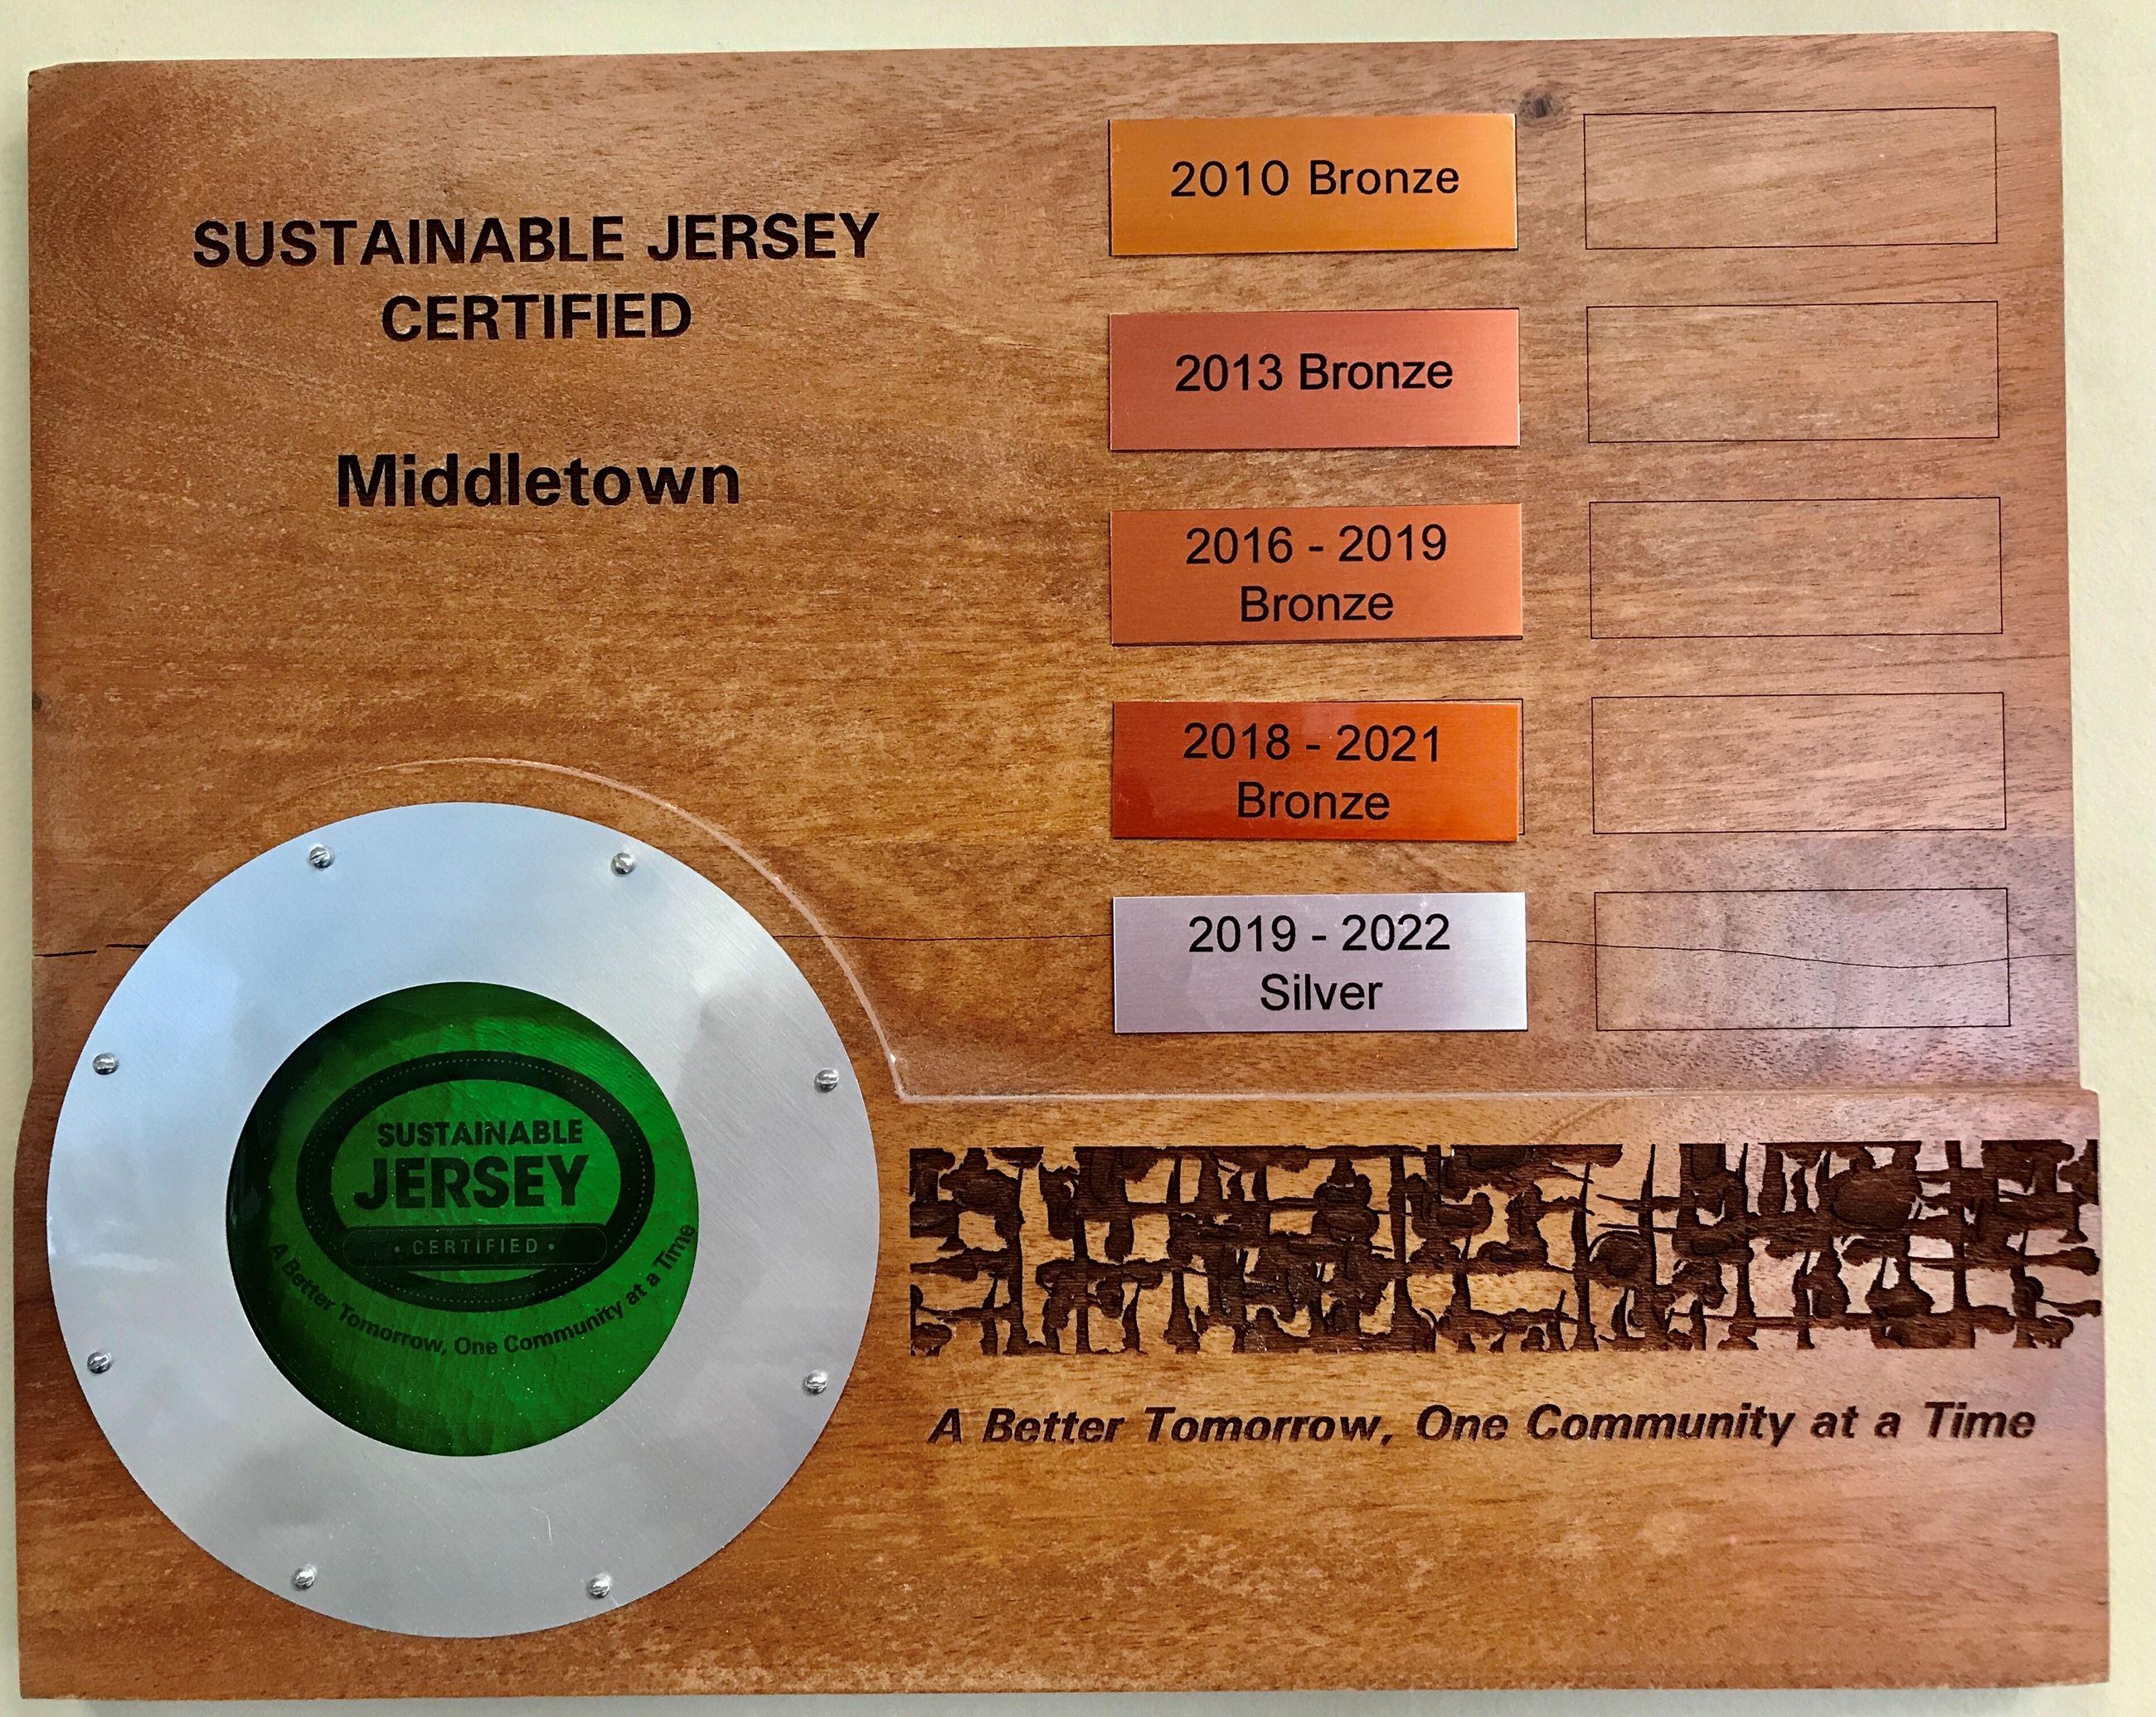 SUSTAINABLE JERSEY
CERTIFIED
Middletown
2010 Bronze
2013 Bronze
2016 - 2019
Bronze
2018 - 2021
Bronze
2019 - 2022
Silver
SUSTAINABLE
JERSEY
• CERTIFIED •
A Better Tomorrow, One Community at a Time
A Better Tomorrow, One Community at a Time